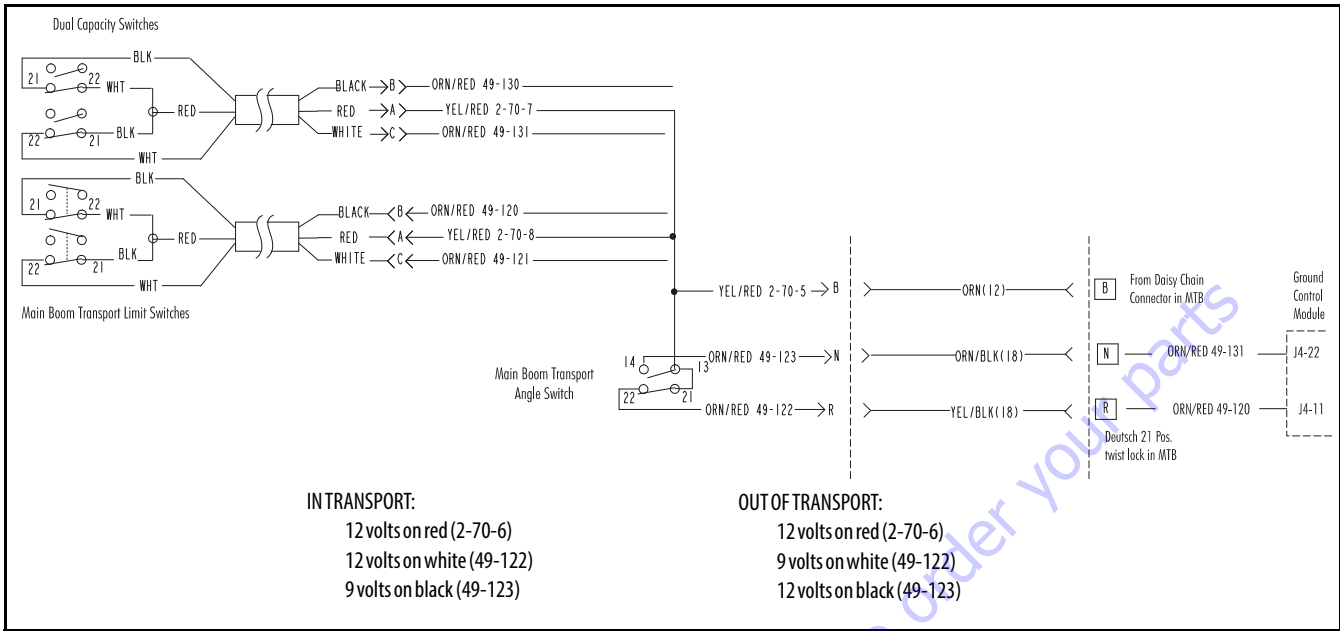 Dual Capacity Switches
BLK
21 22 WHT
RED
22 21 BLK
WHT
BLACK B ORN/RED 49-130
RED A YEL/RED 2-70-7
WHITE C ORN/RED 49-131
BLK
21 22 WHT
RED
22 21 BLK
WHT
BLACK B ORN/RED 49-120
RED A YEL/RED 2-70-8
WHITE C ORN/RED 49-121
Main Boom Transport Limit Switches
YEL/RED 2-70-5 B ORN(12) B
From Daisy Chain
Connector in MTB
Ground
Control
Module
Main Boom Transport
Angle Switch
14 13
22 21
ORN/RED 49-123 N ORN/BLK(18) N ORN/RED 49-131 J4-22
ORN/RED 49-122 R YEL/BLK(18) R ORN/RED 49-120 J4-11
Deutsch 21 Pos.
twist lock in MTB
IN TRANSPORT:
12 volts on red (2-70-6)
12 volts on white (49-122)
9 volts on black (49-123)
OUT OF TRANSPORT:
12 volts on red (2-70-6)
9 volts on white (49-122)
12 volts on black (49-123)
order your parts